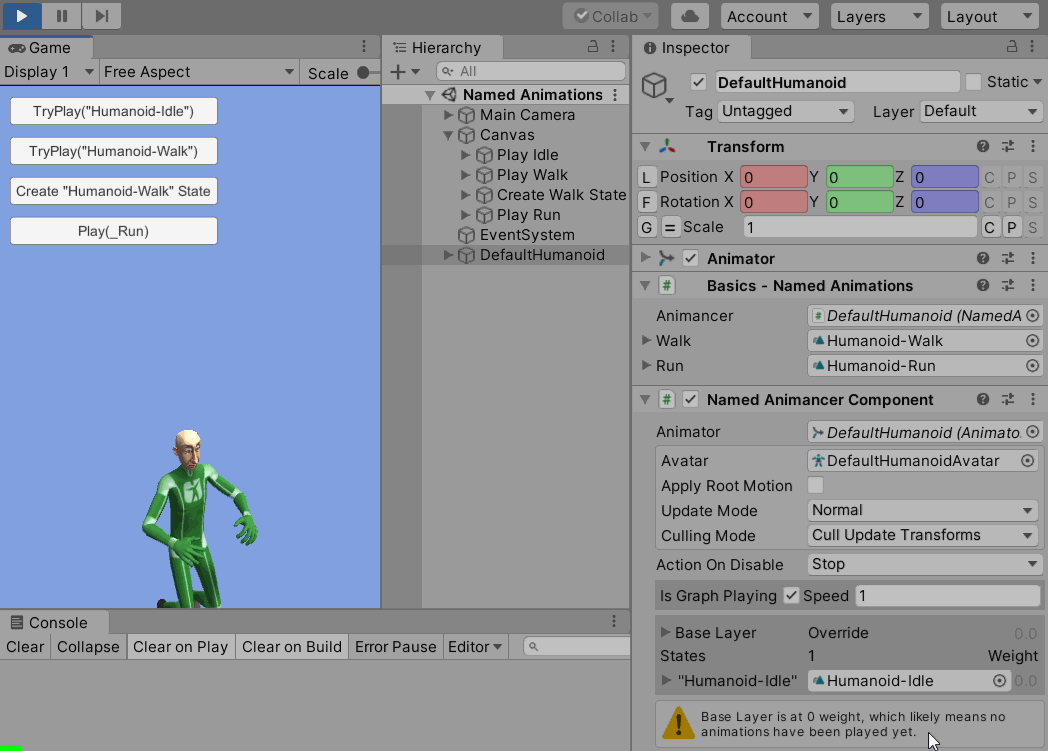 Collab
Account
Layers
Layout
Game
Display 1
Free Aspect
Scale
TryPlay("Humanoid-Idle")
TryPlay("Humanoid-Walk")
Create "Humanoid-Walk" State
Play(_Run)
Hierarchy
All
Named Animations
Main Camera
Canvas
Play Idle
Play Walk
Create Walk State
Play Run
EventSystem
DefaultHumanoid
Inspector
DefaultHumanoid
Static
Tag Untagged Layer Default
Transform
L Position X 0 Y 0 Z 0 C P S
F Rotation X 0 Y 0 Z 0 C P S
G = Scale 1 C P S
Animator
# Basics - Named Animations
Animancer # DefaultHumanoid (NamedA
Walk Humanoid-Walk
Run Humanoid-Run
# Named Animancer Component
Animator DefaultHumanoid (Animato
Avatar DefaultHumanoidAvatar
Apply Root Motion
Update Mode Normal
Culling Mode Cull Update Transforms
Action On Disable Stop
Is Graph Playing Speed 1
Base Layer Override 0.0
States 1 Weight
"Humanoid-Idle" Humanoid-Idle 0.0
Base Layer is at 0 weight, which likely means no
animations have been played yet.
Console
Clear Collapse Clear on Play Clear on Build Error Pause Editor